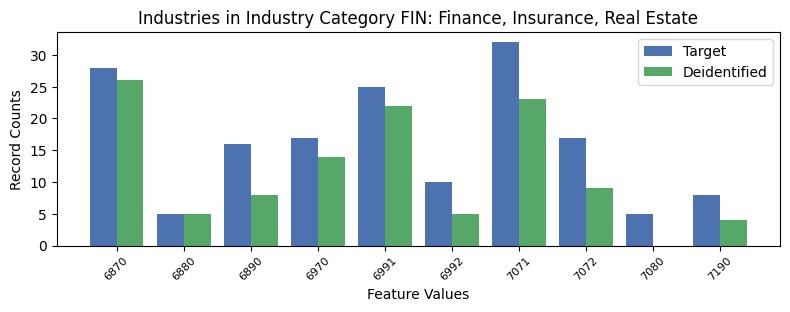 Industries in Industry Category FIN: Finance, Insurance, Real Estate
Target
Deidentified
Record Counts
30
25
20
15
10
5
0
6870 6880 6890 6970 6991 6992 7071 7072 7080 7190
Feature Values